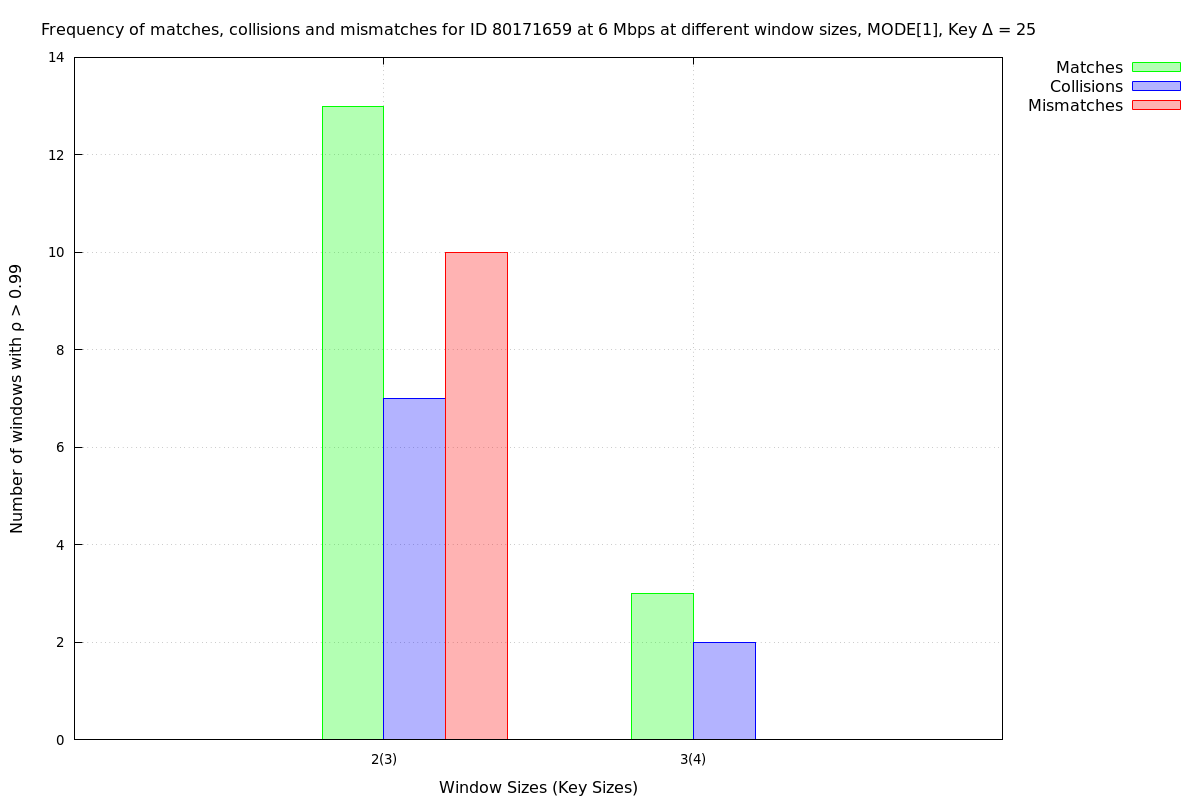 Frequency of matches, collisions and mismatches for ID 80171659 at 6 Mbps at different window sizes, MODE[1], Key Δ = 25
Matches
Collisions
Mismatches
14
12
10
8
6
4
2
0
Number of windows with ρ > 0.99
2(3)
3(4)
Window Sizes (Key Sizes)